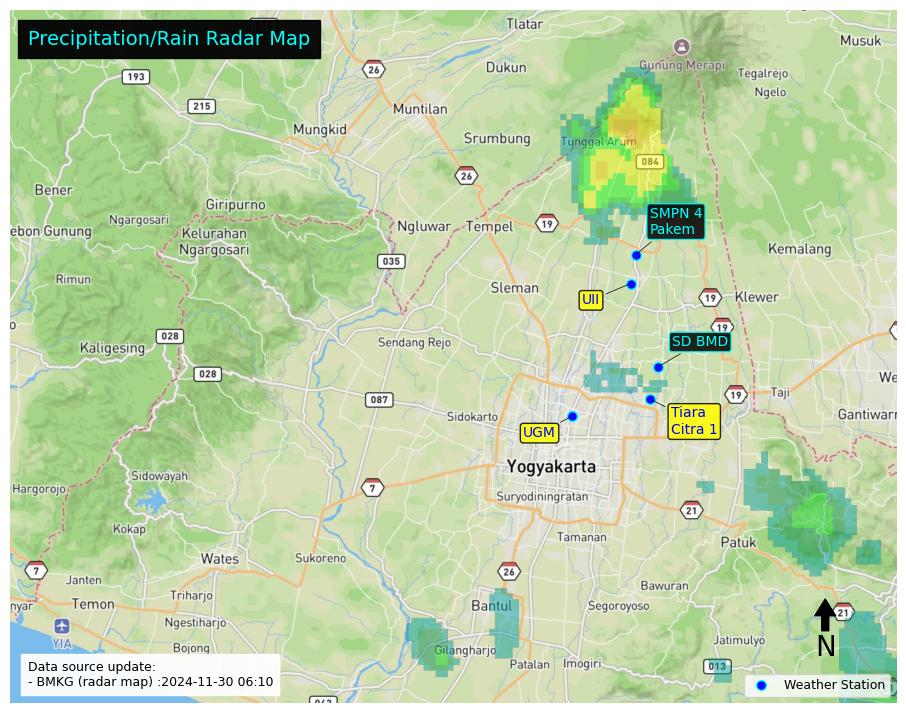 Precipitation/Rain Radar Map
Tlatar
Musuk
26
Dukun
Gunung Merapi
Tegalrejo
193
Ngelo
215
Muntilan
Mungkid
Srumbung
Tunggal Arum
084
26
Bener
Giripurno
Ngargosari
SMPN 4
Pakem
19
ebon Gunung
Kelurahan
Ngargosari
Ngluwar
Tempel
Kemalang
035
Rimun
Sleman
UII
19
Klewer
19
028
Kaligesing
Sendang Rejo
SD BMD
028
We
087
19
Taji
Sidokarto
Tiara
Citra 1
Gantiwarn
UGM
Yogyakarta
Sidowayah
Hargorojo
7
Suryodiningratan
21
Kokap
Tamanan
Patuk
Wates
Sukoreno
7
26
Janten
Bawuran
Triharjo
nyar
Temon
Bantul
Segoroyoso
21
YIA
Ngestiharjo
Jatimulyo
N
Bojong
Gilangharjo
Patalan
Imogiri
013
Data source update:
- BMKG (radar map) :2024-11-30 06:10
Weather Station